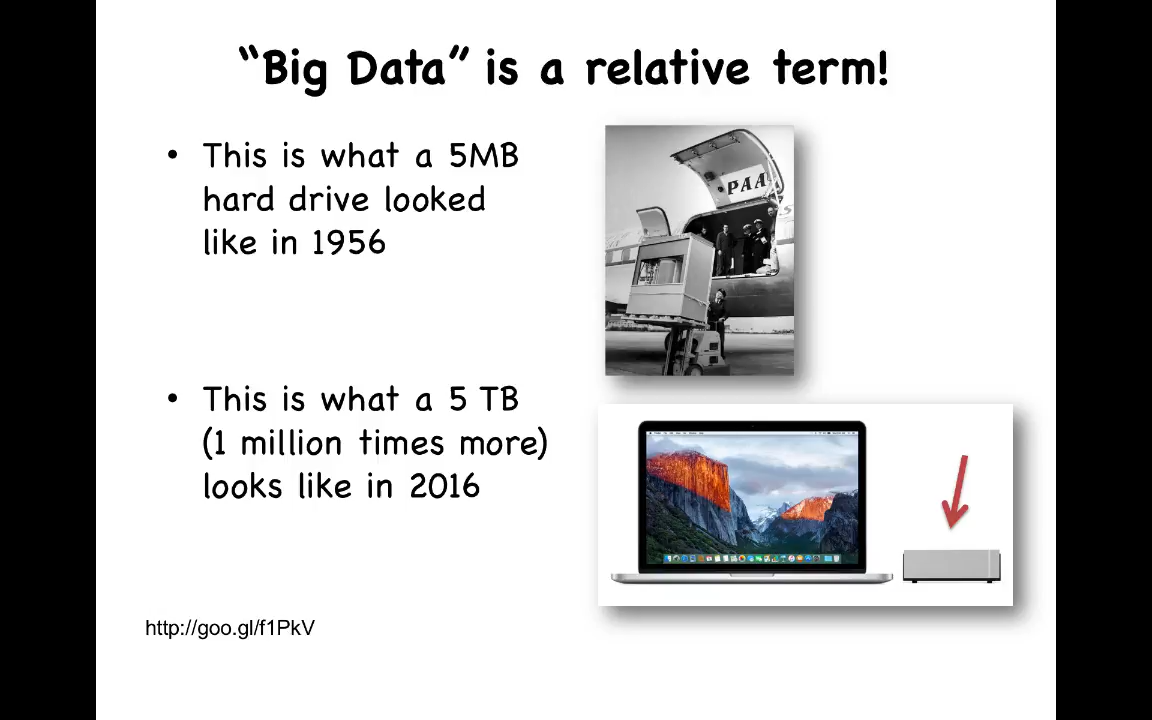 “Big Data” is a relative term!
• This is what a 5MB
hard drive looked
like in 1956
PAA
• This is what a 5 TB
(1 million times more)
looks like in 2016
http://goo.gl/f1PkV